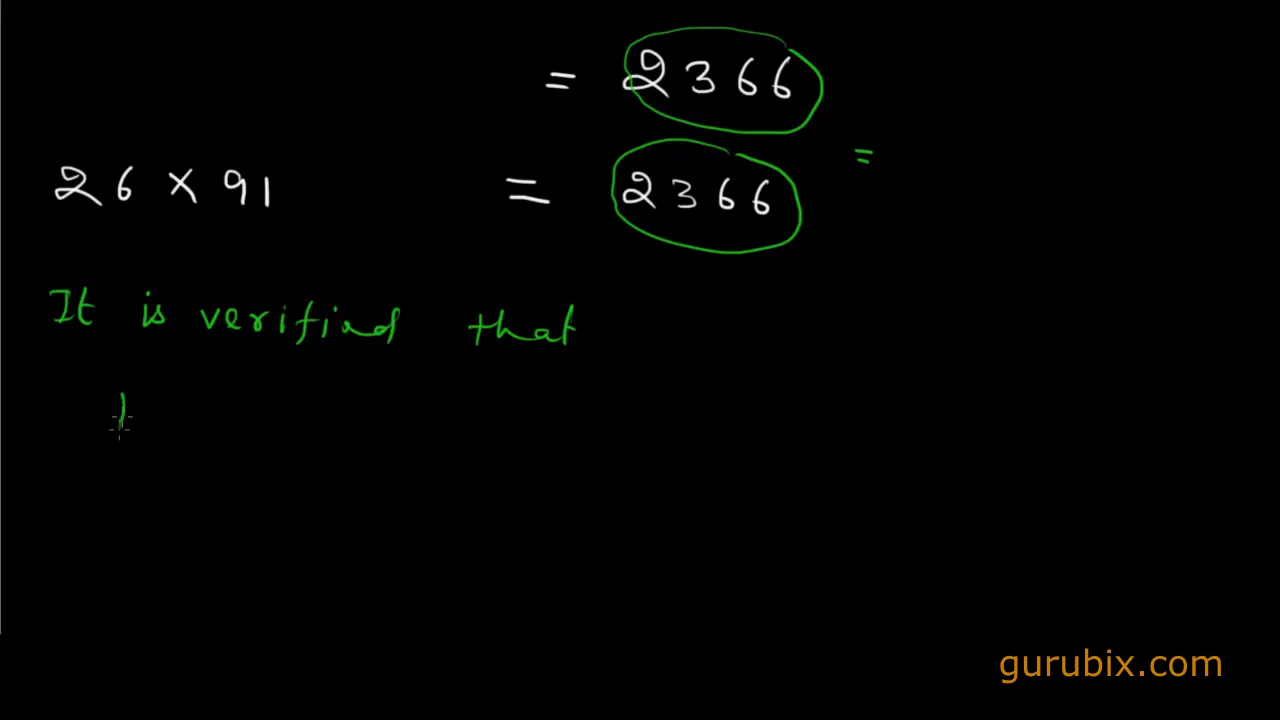 = 2366
=
26 × 91 = 2366
It is verified that
gurubix.com